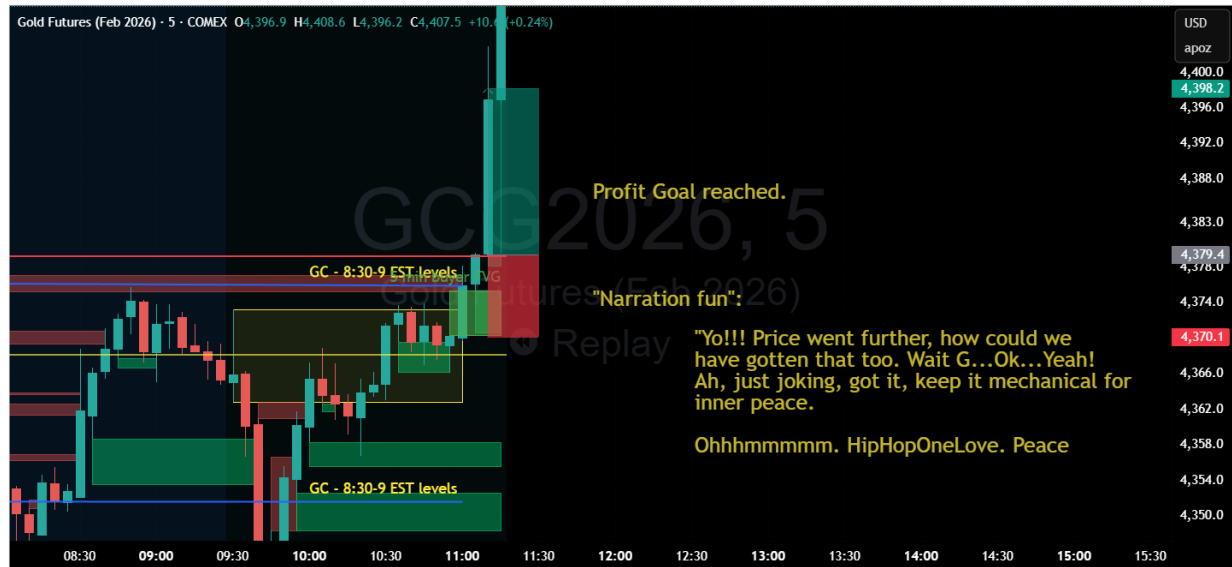 Gold Futures (Feb 2026) · 5 · COMEX O4,396.9 H4,408.6 L4,396.2 C4,407.5 +10.6 (+0.24%)
USD
apoz
4,400.0
4,398.2
4,396.0
4,392.0
4,388.0
4,383.0
4,379.4
4,378.0
4,374.0
4,370.1
4,366.0
4,362.0
4,358.0
4,354.0
4,350.0
GCG2026, 5
Gold Futures (Feb 2026)
Replay
GC - 8:30-9 EST levels
GC - 8:30-9 EST levels
Profit Goal reached.
"Narration fun":
"Yo!!! Price went further, how could we
have gotten that too. Wait G...Ok...Yeah!
Ah, just joking, got it, keep it mechanical for
inner peace.
Ohhhmmmmm. HipHopOneLove. Peace
08:30 09:00 09:30 10:00 10:30 11:00 11:30 12:00 12:30 13:00 13:30 14:00 14:30 15:00 15:30